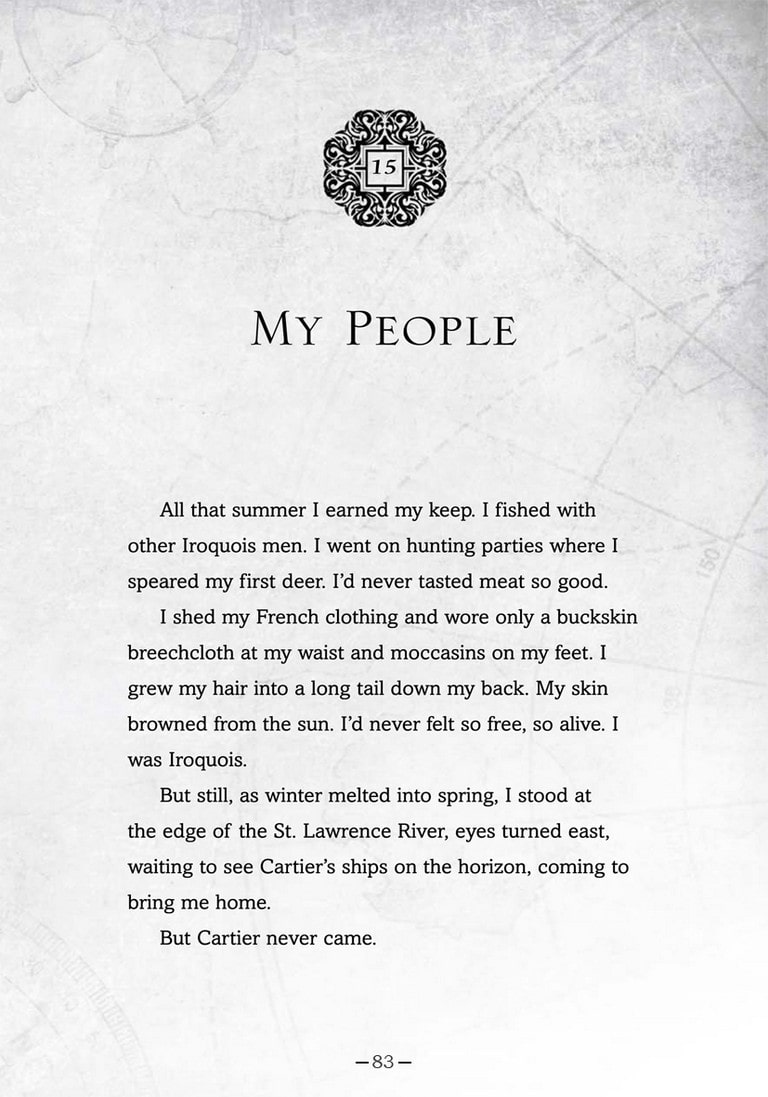 15
My People
All that summer I earned my keep. I fished with
other Iroquois men. I went on hunting parties where I
speared my first deer. I’d never tasted meat so good.
I shed my French clothing and wore only a buckskin
breechcloth at my waist and moccasins on my feet. I
grew my hair into a long tail down my back. My skin
browned from the sun. I’d never felt so free, so alive. I
was Iroquois.
But still, as winter melted into spring, I stood at
the edge of the St. Lawrence River, eyes turned east,
waiting to see Cartier’s ships on the horizon, coming to
bring me home.
But Cartier never came.
150
—83—